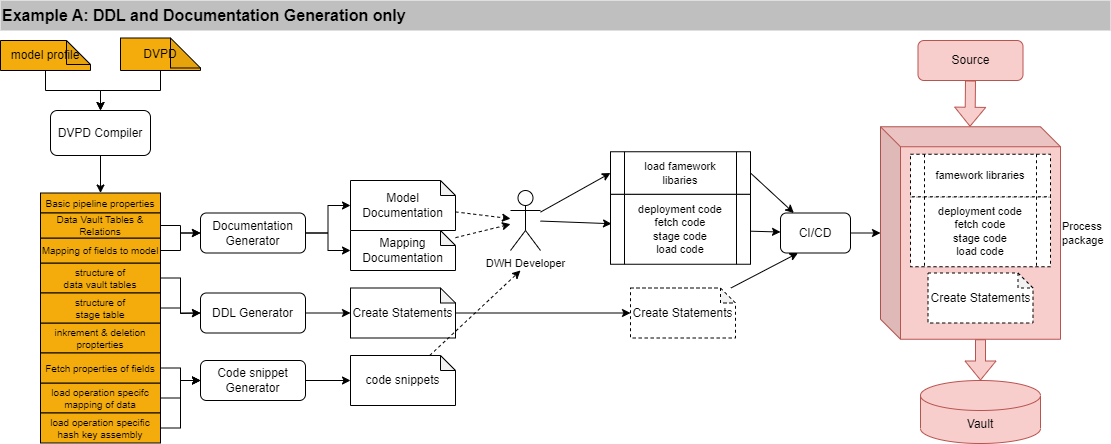 Example A: DDL and Documentation Generation only
model profile
DVPD
DVPD Compiler
Basic pipeline properties
Data Vault Tables &
Relations
Mapping of fields to model
structure of
data vault tables
structure of
stage table
inkrement & deletion
propterties
Fetch properties of fields
load operation specifc
mapping of data
load operation specific
hash key assembly
Documentation
Generator
DDL Generator
Code snippet
Generator
Model
Documentation
Mapping
Documentation
Create Statements
code snippets
DWH Developer
load famework
libaries
deployment code
fetch code
stage code
load code
Create Statements
CI/CD
Source
famework libraries
deployment code
fetch code
stage code
load code
Create Statements
Process
package
Vault